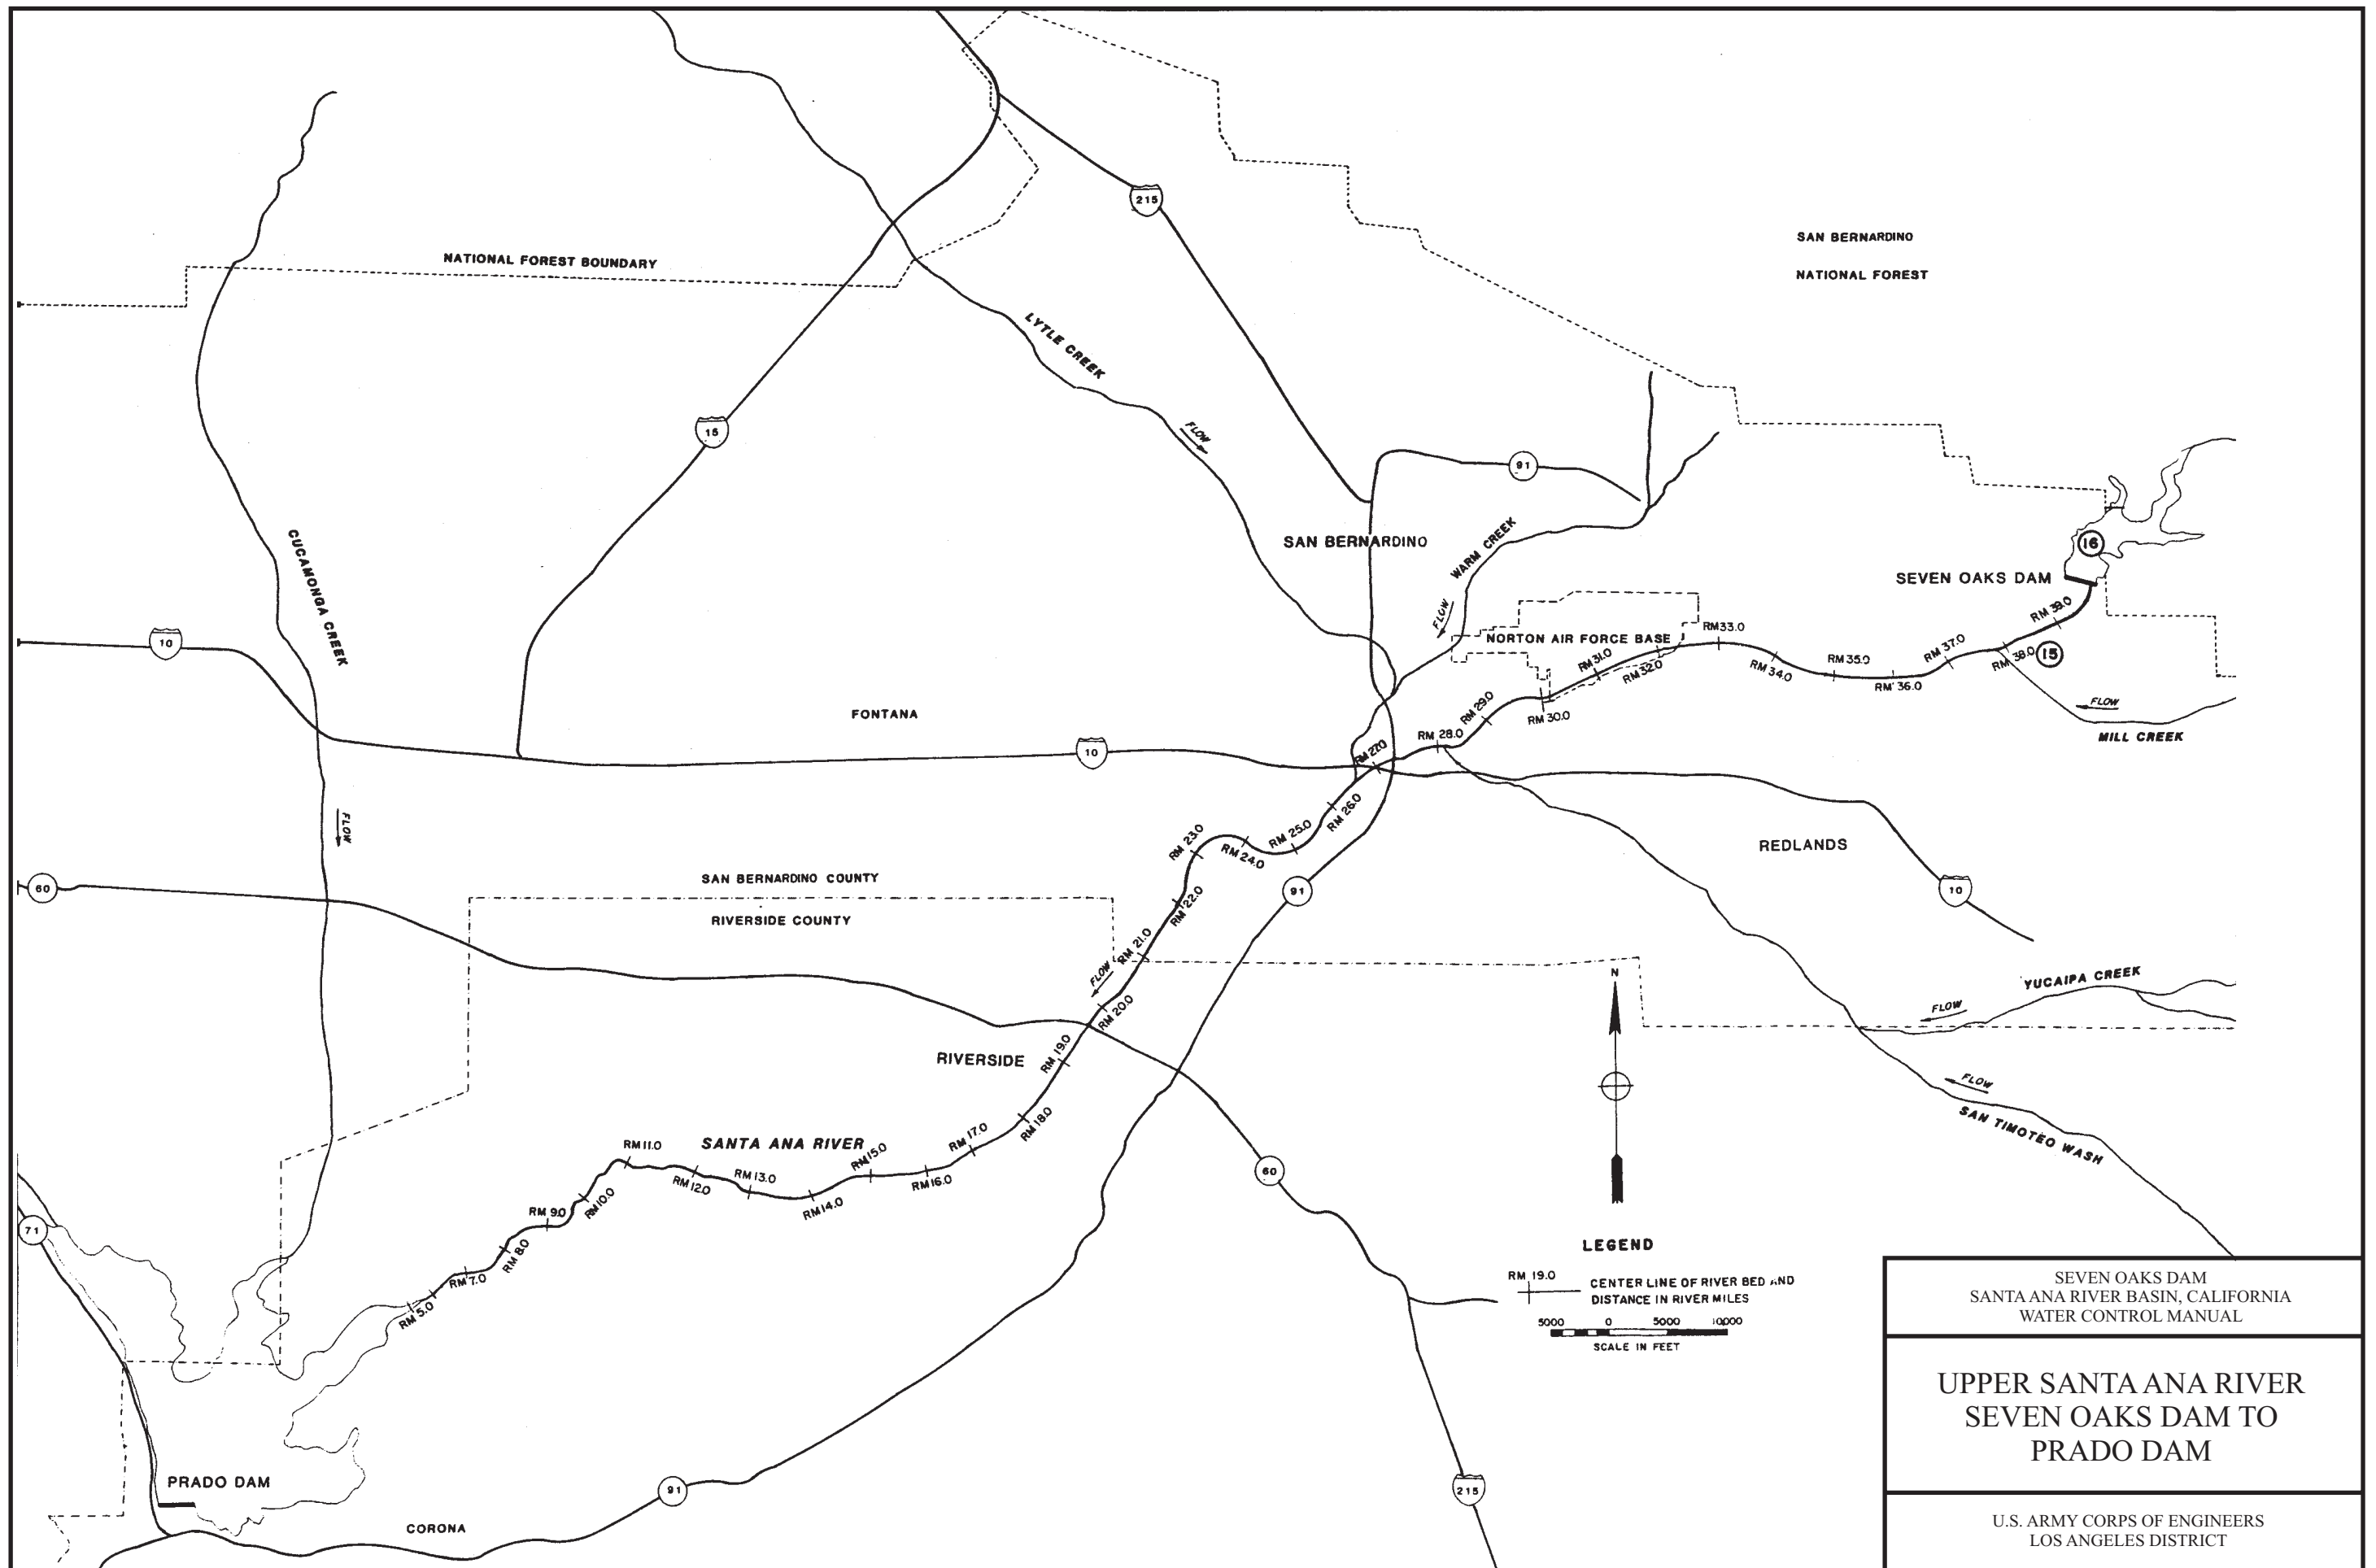 215
SAN BERNARDINO
NATIONAL FOREST
NATIONAL FOREST BOUNDARY
LYTLE CREEK
15
FLOW
91
SAN BERNARDINO
WARM CREEK
CUCAMONGA CREEK
16
SEVEN OAKS DAM
FLOW
NORTON AIR FORCE BASE
RM 39.0
RM 38.0
15
RM 37.0
RM 36.0
RM 35.0
RM 34.0
RM 33.0
RM 32.0
RM 31.0
RM 30.0
RM 29.0
RM 28.0
RM 27.0
RM 26.0
RM 25.0
RM 24.0
RM 23.0
RM 22.0
RM 21.0
RM 20.0
RM 19.0
RM 18.0
RM 17.0
RM 16.0
RM 15.0
RM 14.0
RM 13.0
RM 12.0
RM 11.0
RM 10.0
RM 9.0
RM 8.0
RM 7.0
RM 5.0
10
FLOW
MILL CREEK
FONTANA
10
FLOW
REDLANDS
10
60
SAN BERNARDINO COUNTY
RIVERSIDE COUNTY
91
FLOW
N
YUCAIPA CREEK
FLOW
RIVERSIDE
FLOW
SAN TIMOTEO WASH
SANTA ANA RIVER
60
71
LEGEND
RM 19.0
CENTER LINE OF RIVER BED AND
DISTANCE IN RIVER MILES
5000 0 5000 10000
SCALE IN FEET
PRADO DAM
91
215
CORONA
SEVEN OAKS DAM
SANTA ANA RIVER BASIN, CALIFORNIA
WATER CONTROL MANUAL
UPPER SANTA ANA RIVER
SEVEN OAKS DAM TO
PRADO DAM
U.S. ARMY CORPS OF ENGINEERS
LOS ANGELES DISTRICT